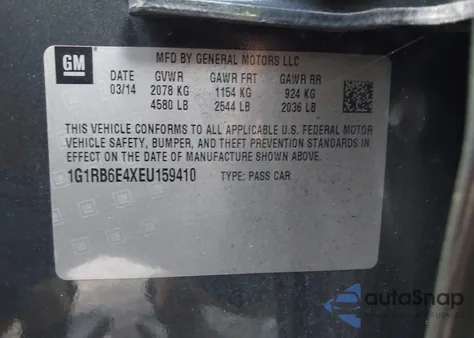 GM
MFD BY GENERAL MOTORS LLC
DATE GVWR GAWR FRT GAWR RR
03/14 2078 KG 1154 KG 924 KG
4580 LB 2544 LB 2036 LB
THIS VEHICLE CONFORMS TO ALL APPLICABLE U.S. FEDERAL MOTOR
VEHICLE SAFETY, BUMPER, AND THEFT PREVENTION STANDARDS IN
EFFECT ON THE DATE OF MANUFACTURE SHOWN ABOVE.
1G1RB6E4XEU159410 TYPE: PASS CAR
autoSnap